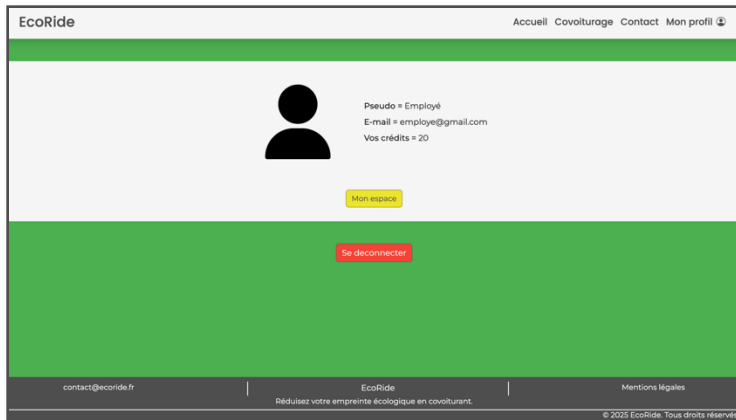 EcoRide
Accueil Covoiturage Contact Mon profil
Pseudo = Employé
E-mail = employe@gmail.com
Vos crédits = 20
Mon espace
Se deconnecter
contact@ecoride.fr
EcoRide
Réduisez votre empreinte écologique en covoiturant.
Mentions légales
© 2025 EcoRide. Tous droits réservés